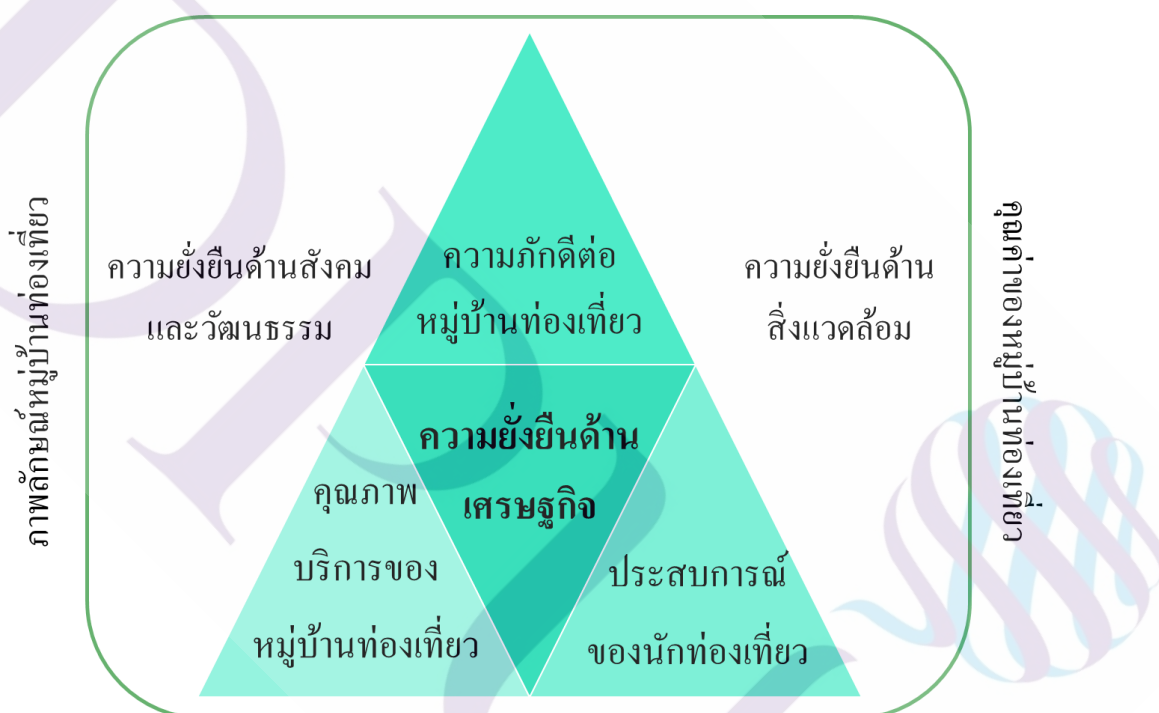 ภาพลักษณ์หมู่บ้านท่องเที่ยว
ความยั่งยืนด้านสังคม
และวัฒนธรรม
ความภักดีต่อ
หมู่บ้านท่องเที่ยว
ความยั่งยืนด้าน
สิ่งแวดล้อม
คุณค่าของหมู่บ้านท่องเที่ยว
ความยั่งยืนด้าน
เศรษฐกิจ
คุณภาพ
บริการของ
หมู่บ้านท่องเที่ยว
ประสบการณ์
ของนักท่องเที่ยว